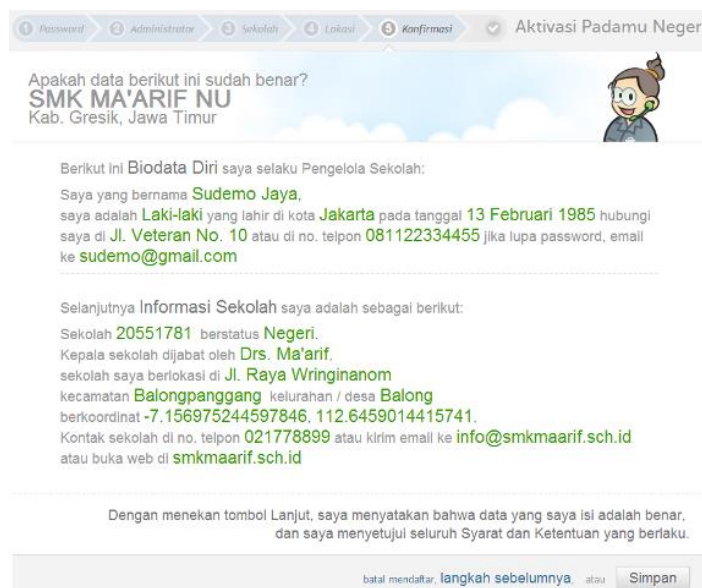 1 Password 2 Administrator 3 Sekolah 4 Lokasi 5 Konfirmasi Aktivasi Padamu Neger
Apakah data berikut ini sudah benar?
SMK MA'ARIF NU
Kab. Gresik, Jawa Timur
Berikut ini Biodata Diri saya selaku Pengelola Sekolah:
Saya yang bernama Sudemo Jaya,
saya adalah Laki-laki yang lahir di kota Jakarta pada tanggal 13 Februari 1985 hubungi
saya di Jl. Veteran No. 10 atau di no. telpon 081122334455 jika lupa password, email
ke sudemo@gmail.com
Selanjutnya Informasi Sekolah saya adalah sebagai berikut:
Sekolah 20551781 berstatus Negeri.
Kepala sekolah dijabat oleh Drs. Ma'arif,
sekolah saya berlokasi di Jl. Raya Wringinanom
kecamatan Balongpanggang kelurahan / desa Balong
berkoordinat -7.156975244597846, 112.6459014415741,
Kontak sekolah di no. telpon 021778899 atau kirim email ke info@smkmaarif.sch.id
atau buka web di smkmaarif.sch.id
Dengan menekan tombol Lanjut, saya menyatakan bahwa data yang saya isi adalah benar,
dan saya menyetujui seluruh Syarat dan Ketentuan yang berlaku.
batal mendaftar, langkah sebelumnya, atau Simpan